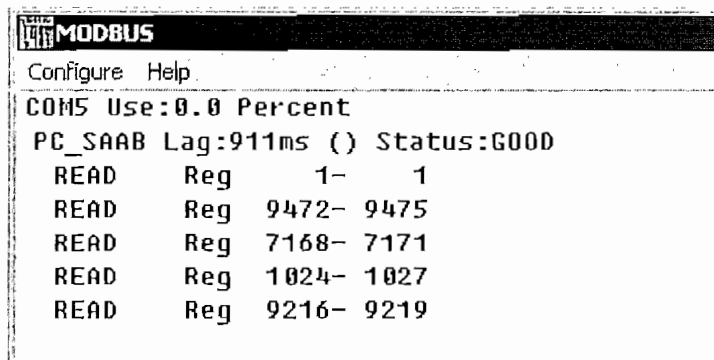 MODBUS
Configure Help
COM5 Use:0.0 Percent
PC_SAAB Lag:911ms () Status:GOOD
READ Reg 1- 1
READ Reg 9472- 9475
READ Reg 7168- 7171
READ Reg 1024- 1027
READ Reg 9216- 9219